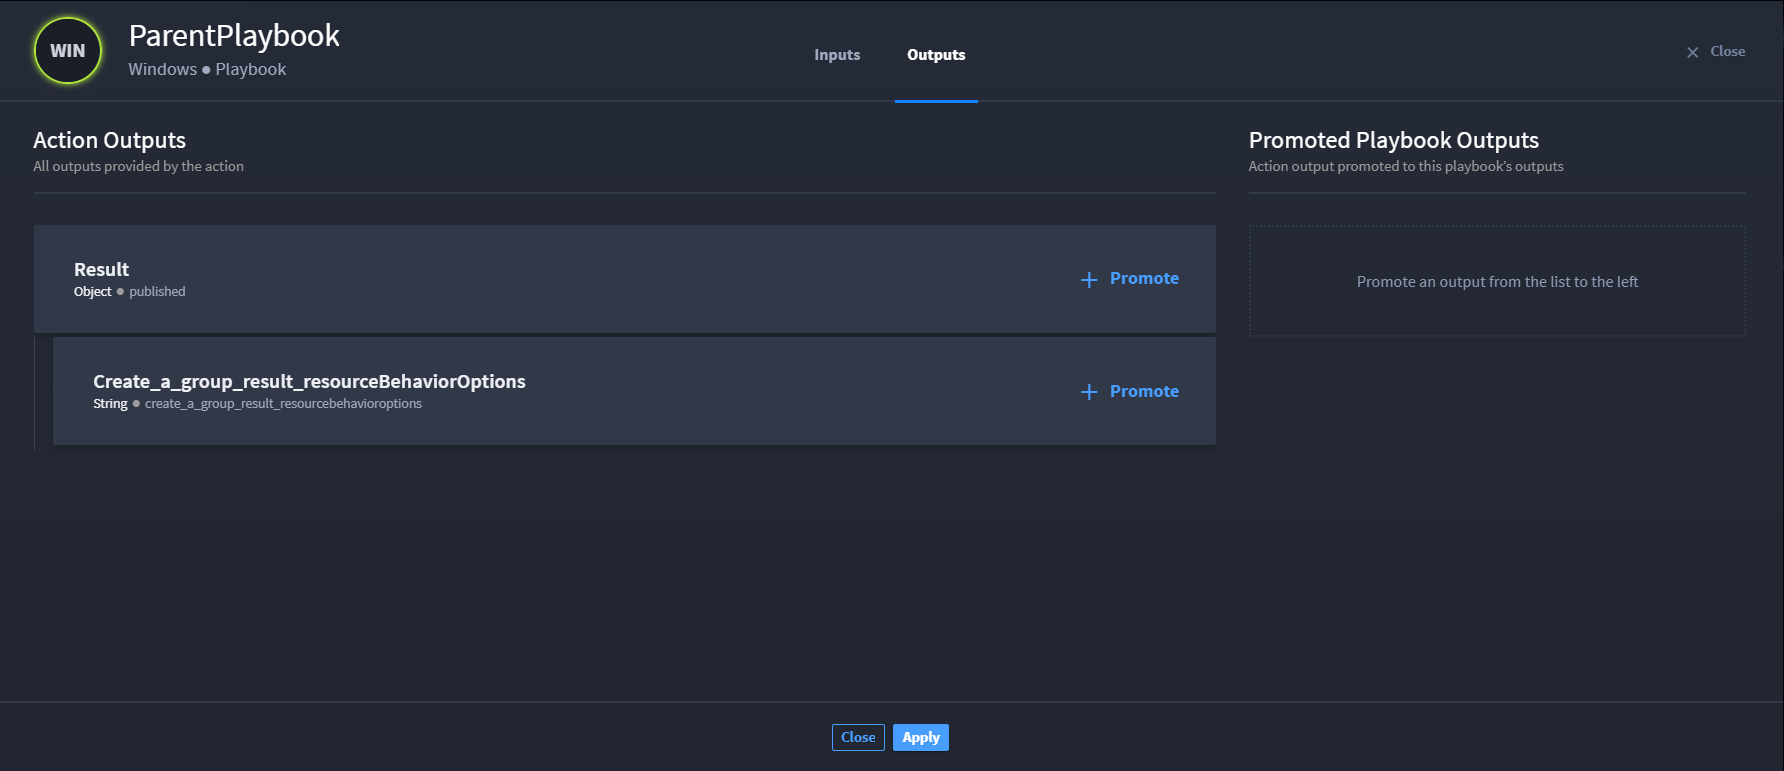 WIN
ParentPlaybook
Windows ● Playbook
Inputs
Outputs
× Close
Action Outputs
All outputs provided by the action
Result
Object ● published
+ Promote
Create_a_group_result_resourceBehaviorOptions
String ● create_a_group_result_resourcebehavioroptions
+ Promote
Promoted Playbook Outputs
Action output promoted to this playbook's outputs
Promote an output from the list to the left
Close
Apply